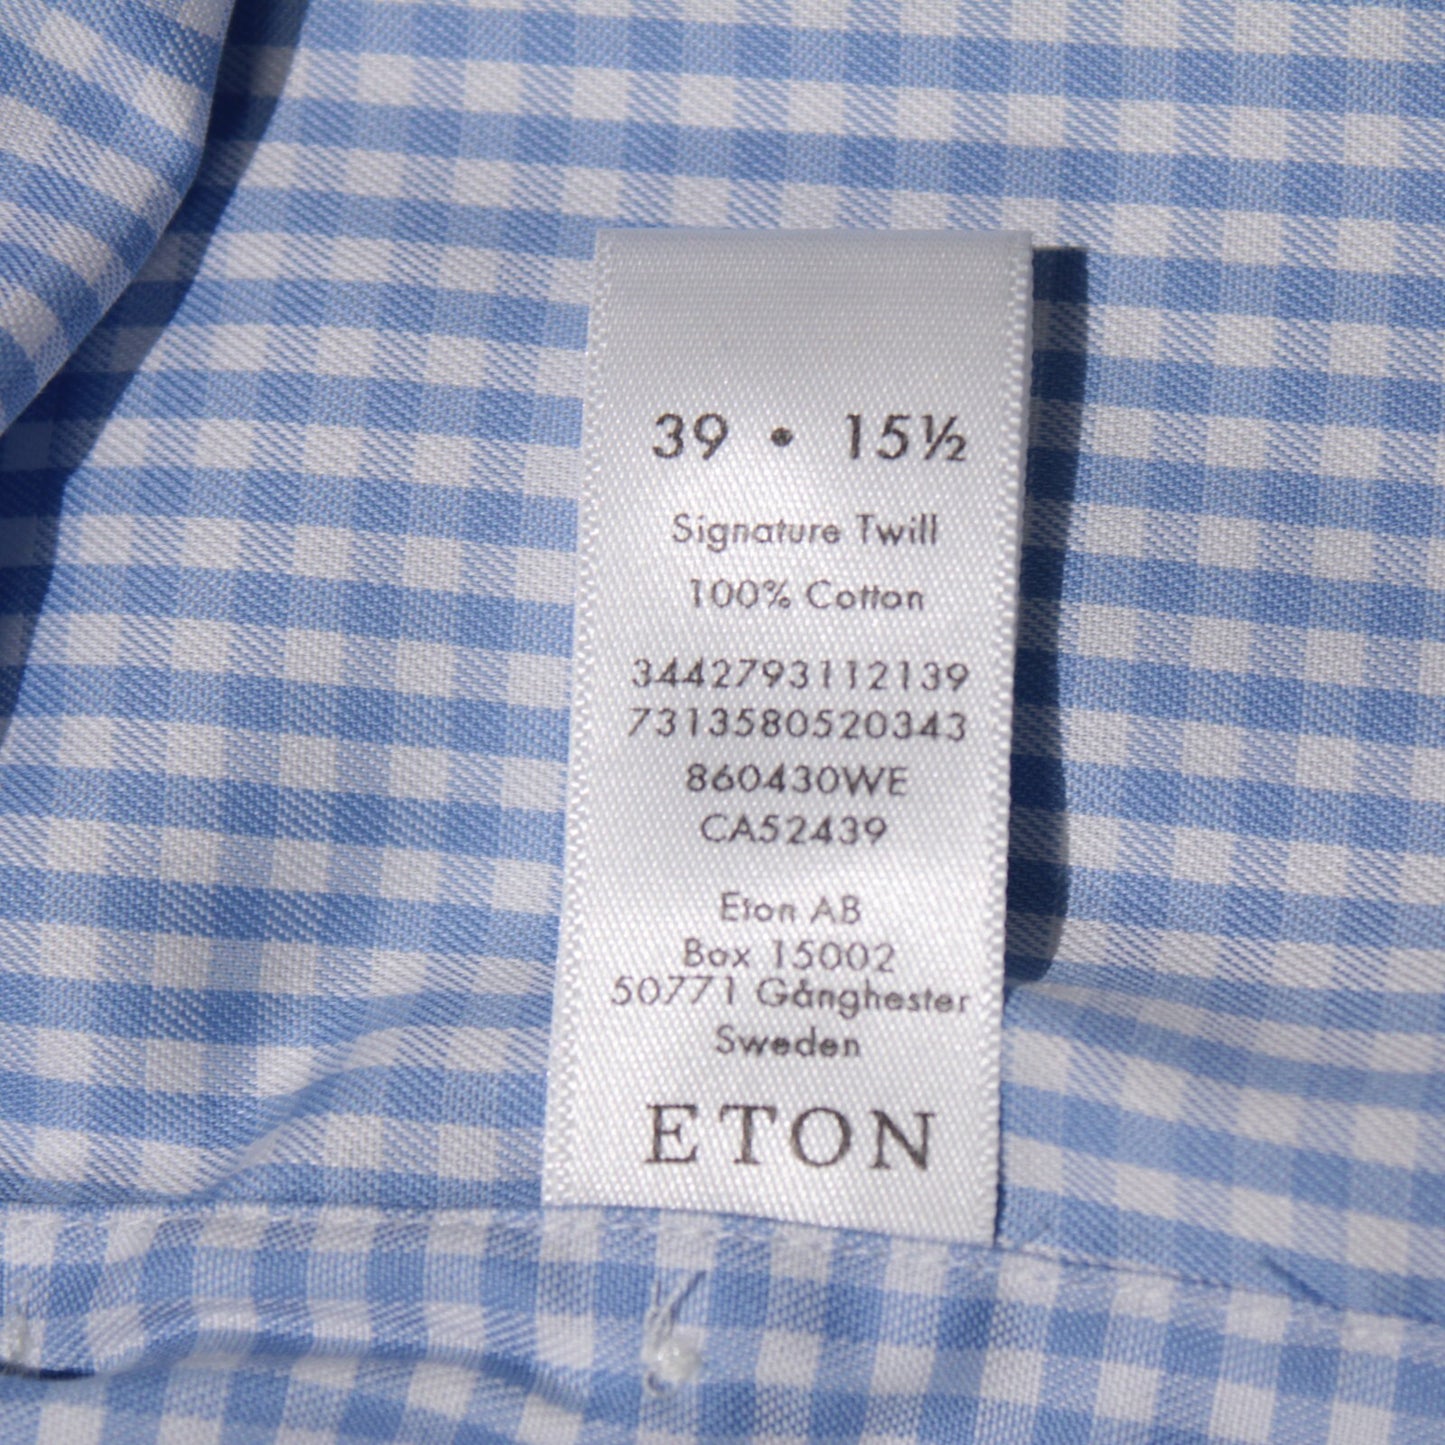 39 • 15½
Signature Twill
100% Cotton
3442793112139
7313580520343
860430WE
CA52439
Eton AB
Box 15002
50771 Gånghester
Sweden
ETON